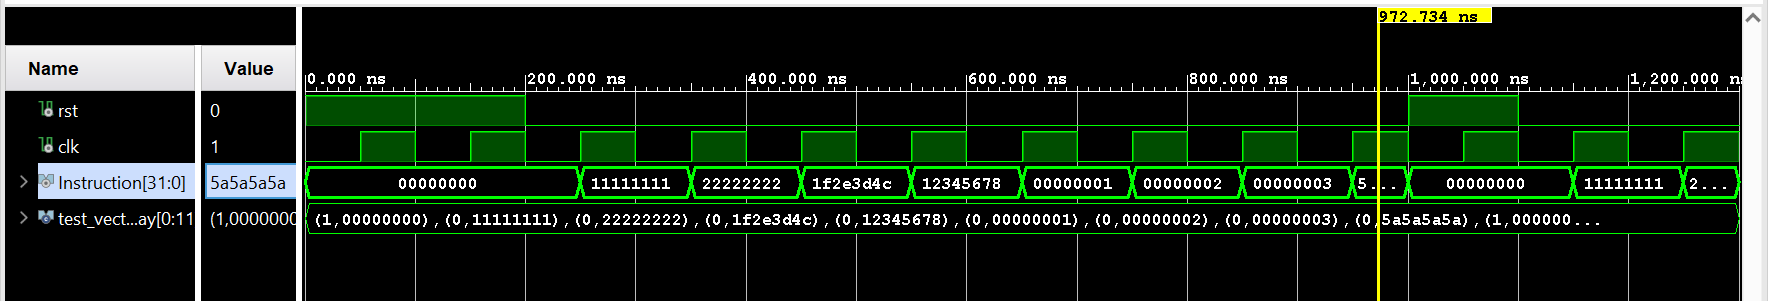 972.734 ns
Name Value
0.000 ns 200.000 ns 400.000 ns 600.000 ns 800.000 ns 1,000.000 ns 1,200.000 n
rst 0
clk 1
Instruction[31:0] 5a5a5a5a 00000000 11111111 22222222 1f2e3d4c 12345678 00000001 00000002 00000003 5... 00000000 11111111 2...
test_vect...ay[0:11 (1,0000000 (1,00000000),(0,11111111),(0,22222222),(0,1f2e3d4c),(0,12345678),(0,00000001),(0,00000002),(0,00000003),(0,5a5a5a5a),(1,000000...